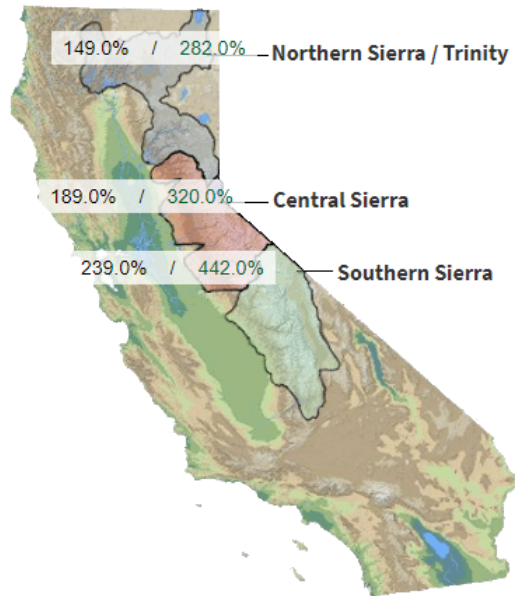 149.0% / 282.0% Northern Sierra / Trinity
189.0% / 320.0% Central Sierra
239.0% / 442.0% Southern Sierra